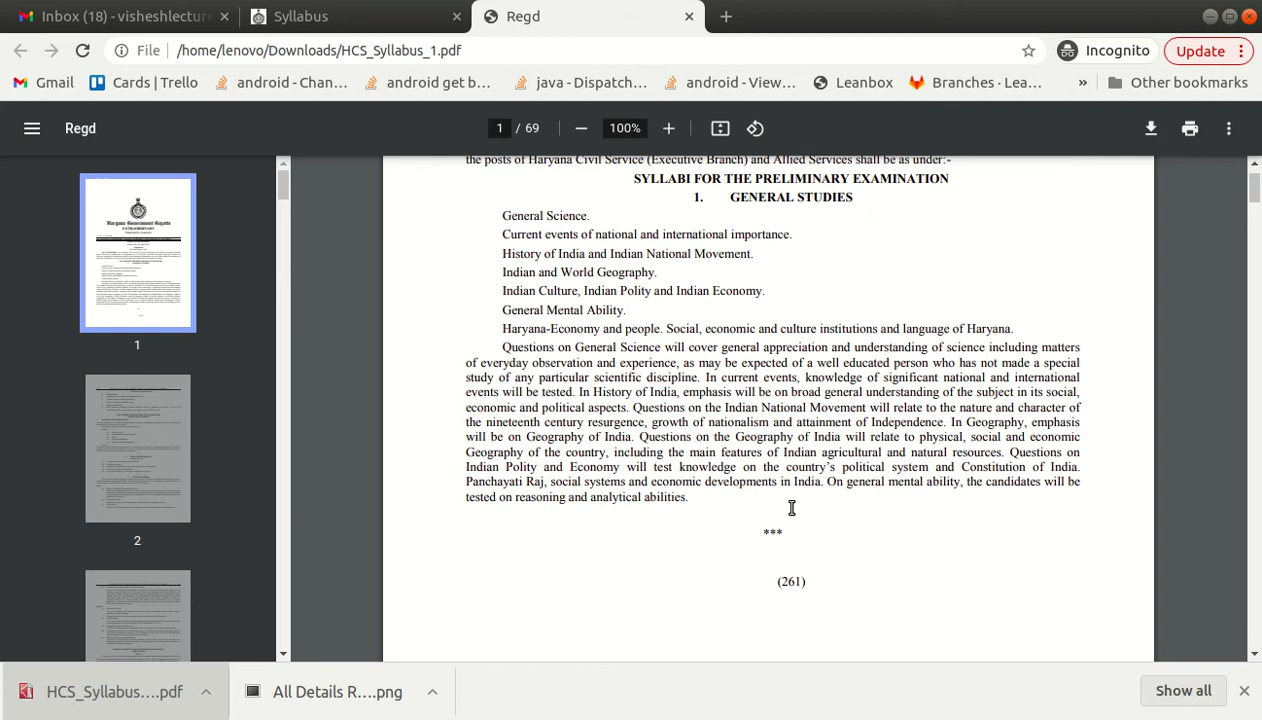 Inbox (18) - visheshlectur
Syllabus
Regd
File
/home/lenovo/Downloads/HCS_Syllabus_1.pdf
Incognito
Update
Gmail
Cards | Trello
android - Chan...
android get b...
java - Dispatch...
android - View...
Leanbox
Branches · Lea...
»
Other bookmarks
Regd
1 / 69
100%
the posts of Haryana Civil Service (Executive Branch) and Allied Services shall be as under:-
SYLLABI FOR THE PRELIMINARY EXAMINATION
1. GENERAL STUDIES
General Science.
Current events of national and international importance.
History of India and Indian National Movement.
Indian and World Geography.
Indian Culture, Indian Polity and Indian Economy.
General Mental Ability.
Haryana-Economy and people. Social, economic and culture institutions and language of Haryana.
Questions on General Science will cover general appreciation and understanding of science including matters
of everyday observation and experience, as may be expected of a well educated person who has not made a special
study of any particular scientific discipline. In current events, knowledge of significant national and international
events will be tested. In History of India, emphasis will be on broad general understanding of the subject in its social,
economic and political aspects. Questions on the Indian National Movement will relate to the nature and character of
the nineteenth century resurgence, growth of nationalism and attainment of Independence. In Geography, emphasis
will be on Geography of India. Questions on the Geography of India will relate to physical, social and economic
Geography of the country, including the main features of Indian agricultural and natural resources. Questions on
Indian Polity and Economy will test knowledge on the country's political system and Constitution of India.
Panchayati Raj, social systems and economic developments in India. On general mental ability, the candidates will be
tested on reasoning and analytical abilities.
***
(261)
Haryana Government Gazette
EXTRAORDINARY
1
2
HCS_Syllabus....pdf
All Details R....png
Show all